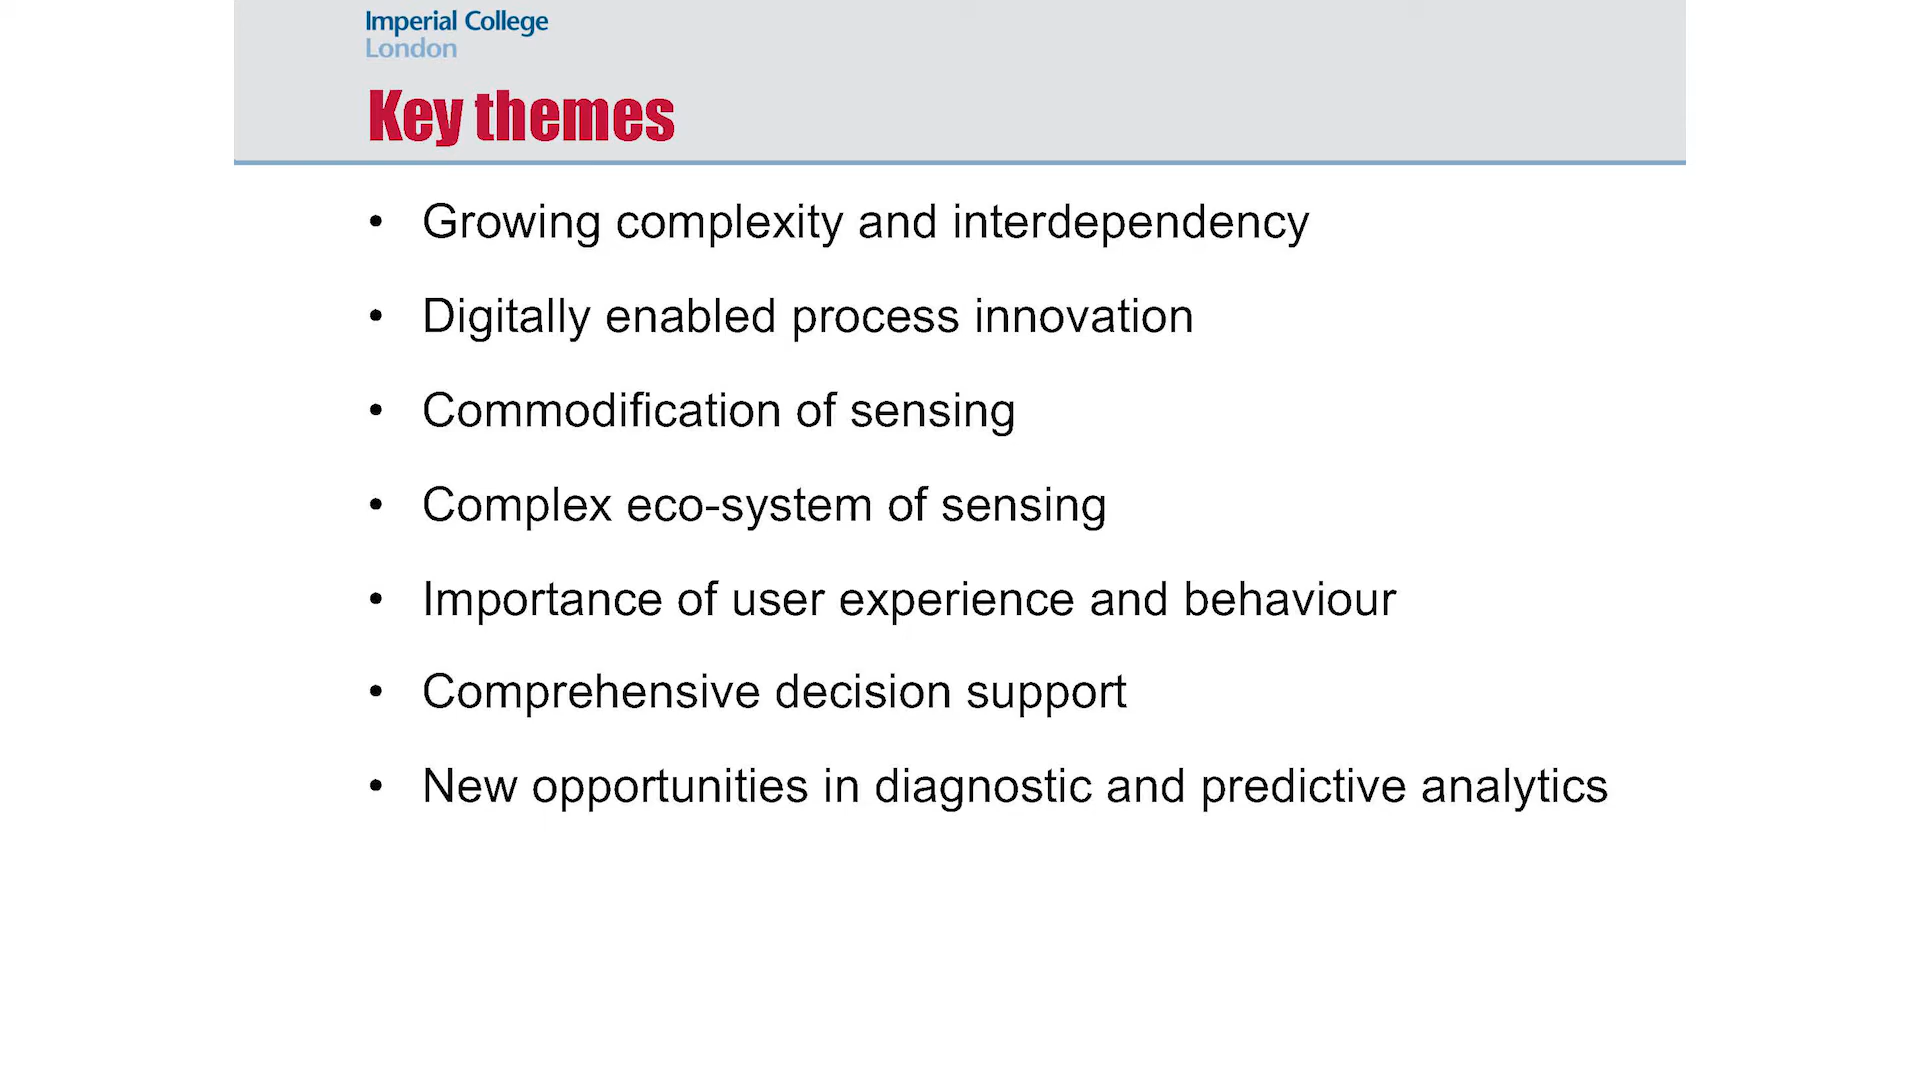 Imperial College
London
Key themes
• Growing complexity and interdependency
• Digitally enabled process innovation
• Commodification of sensing
• Complex eco-system of sensing
• Importance of user experience and behaviour
• Comprehensive decision support
• New opportunities in diagnostic and predictive analytics